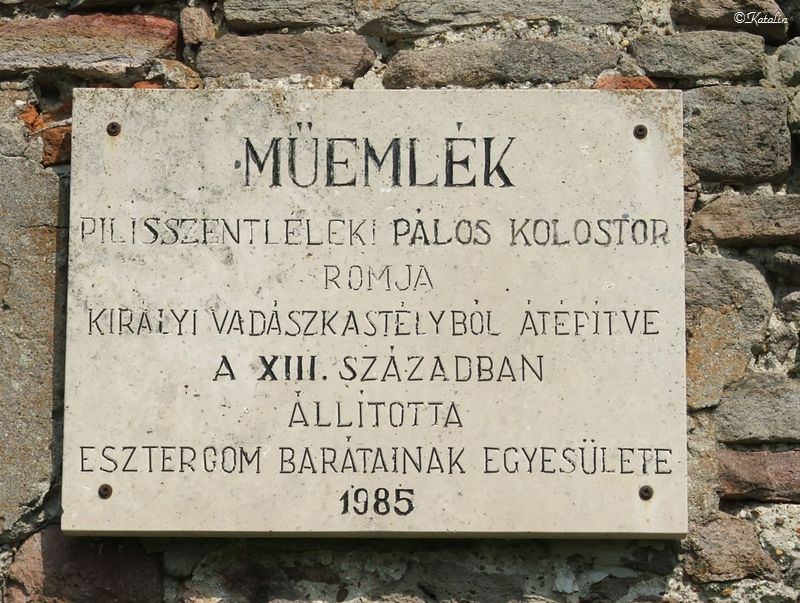 ©Katalin
MŰEMLÉK
PILISSZENTLÉLEKI PÁLOS KOLOSTOR
ROMJA
KIRÁLYI VADÁSZKASTÉLYBÓL ÁTÉPÍTVE
A XIII. SZÁZADBAN
ÁLLÍTOTTA
ESZTERGOM BARÁTAINAK EGYESÜLETE
1985